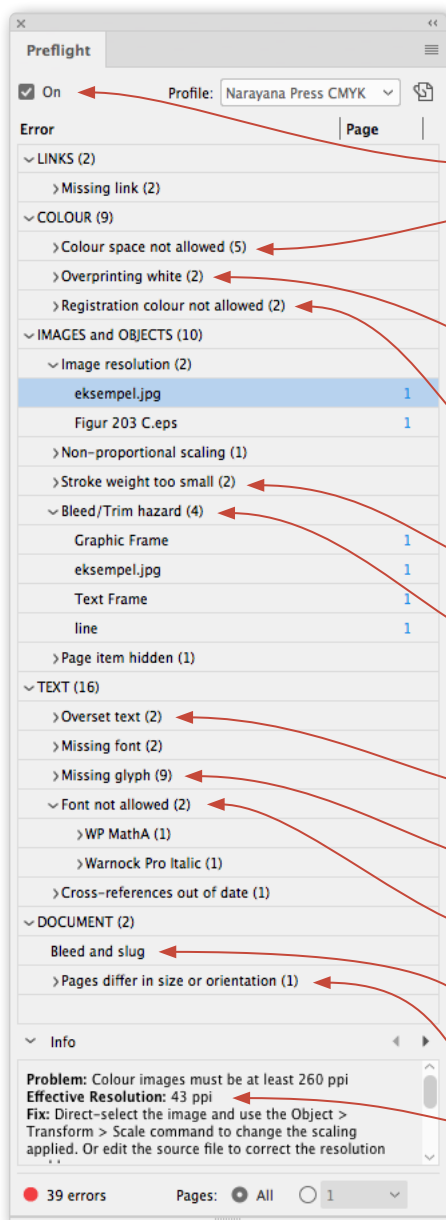 Preflight
On Profile: Narayana Press CMYK
Error Page
LINKS (2)
Missing link (2)
COLOUR (9)
Colour space not allowed (5)
Overprinting white (2)
Registration colour not allowed (2)
IMAGES and OBJECTS (10)
Image resolution (2)
eksempel.jpg 1
Figur 203 C.eps 1
Non-proportional scaling (1)
Stroke weight too small (2)
Bleed/Trim hazard (4)
Graphic Frame 1
eksempel.jpg 1
Text Frame 1
line 1
Page item hidden (1)
TEXT (16)
Overset text (2)
Missing font (2)
Missing glyph (9)
Font not allowed (2)
WP MathA (1)
Warnock Pro Italic (1)
Cross-references out of date (1)
DOCUMENT (2)
Bleed and slug
Pages differ in size or orientation (1)
Info
Problem: Colour images must be at least 260 ppi
Effective Resolution: 43 ppi
Fix: Direct-select the image and use the Object >
Transform > Scale command to change the scaling
applied. Or edit the source file to correct the resolution
39 errors Pages: All 1